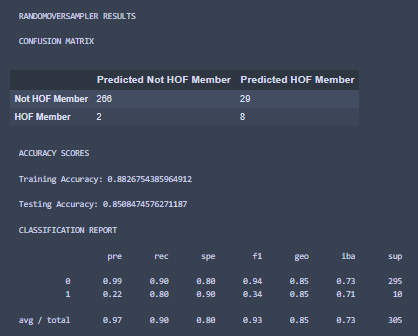 RANDOMOVERSAMPLER RESULTS
CONFUSION MATRIX
Predicted Not HOF Member Predicted HOF Member
Not HOF Member 266 29
HOF Member 2 8
ACCURACY SCORES
Training Accuracy: 0.8826754385964912
Testing Accuracy: 0.8508474576271187
CLASSIFICATION REPORT
pre rec spe f1 geo iba sup
0 0.99 0.90 0.80 0.94 0.85 0.73 295
1 0.22 0.80 0.90 0.34 0.85 0.71 10
avg / total 0.97 0.90 0.80 0.93 0.85 0.73 305